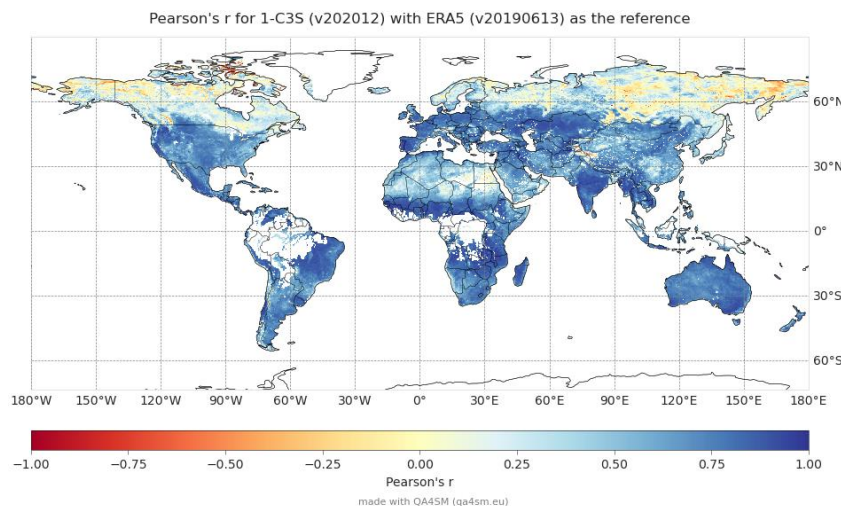 Pearson's r for 1-C3S (v202012) with ERA5 (v20190613) as the reference
60°N
30°N
0°
30°S
60°S
180°W 150°W 120°W 90°W 60°W 30°W 0° 30°E 60°E 90°E 120°E 150°E 180°E
−1.00 −0.75 −0.50 −0.25 0.00 0.25 0.50 0.75 1.00
Pearson's r
made with QA4SM (qa4sm.eu)